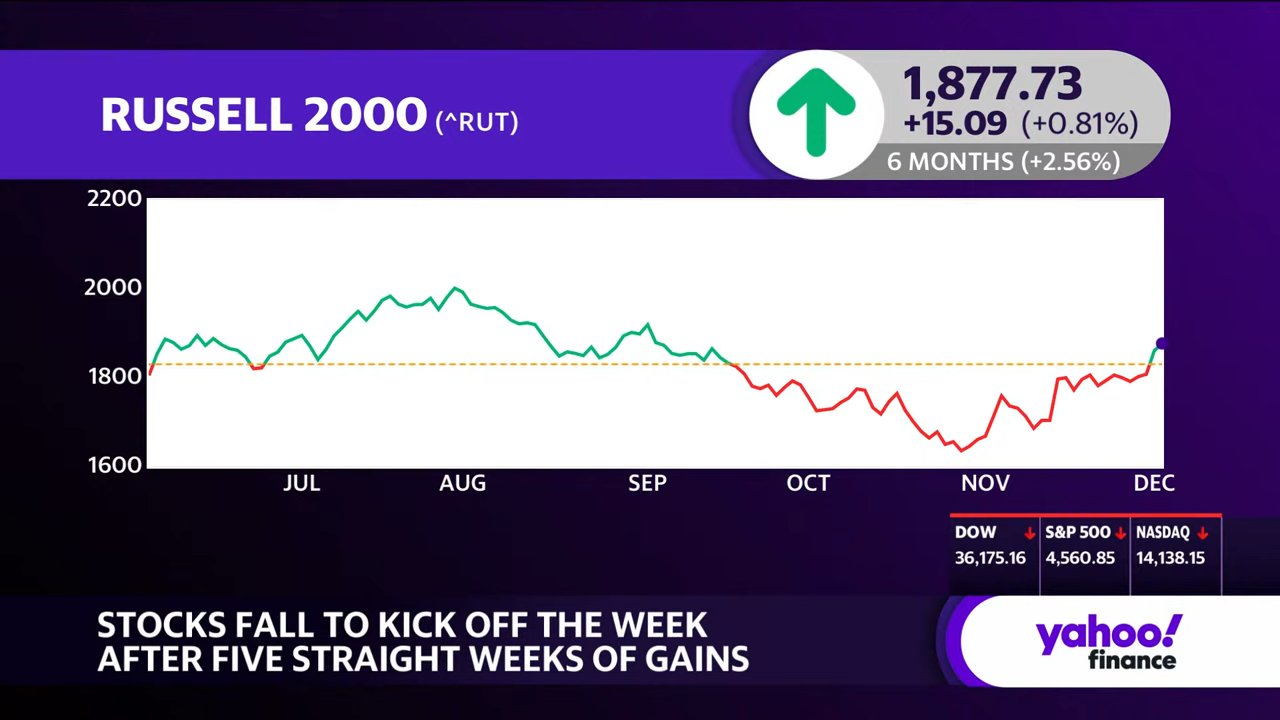 RUSSELL 2000 (^RUT)
1,877.73
+15.09 (+0.81%)
6 MONTHS (+2.56%)
2200
2000
1800
1600
JUL AUG SEP OCT NOV DEC
DOW S&P 500 NASDAQ
36,175.16 4,560.85 14,138.15
STOCKS FALL TO KICK OFF THE WEEK
AFTER FIVE STRAIGHT WEEKS OF GAINS
yahoo!
finance